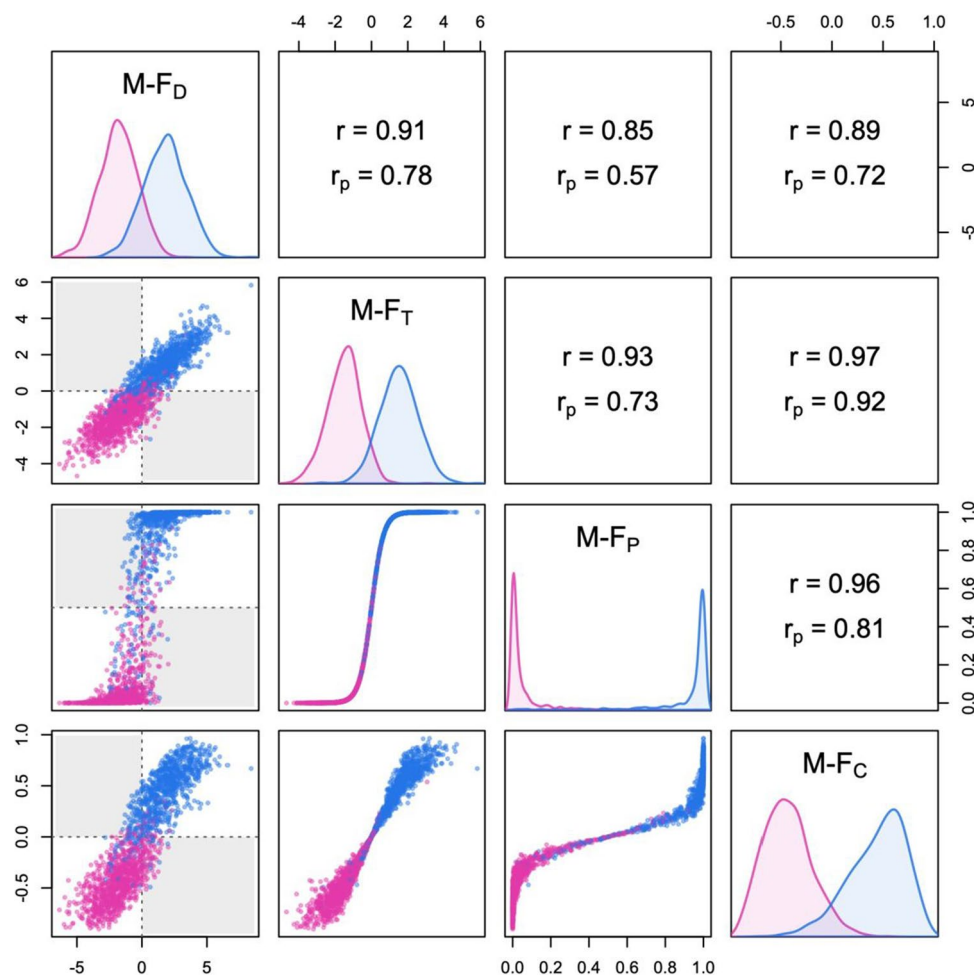 -4 -2 0 2 4 6
-0.5 0.0 0.5 1.0
M-F_D
r = 0.91
r_p = 0.78
r = 0.85
r_p = 0.57
r = 0.89
r_p = 0.72
5
0
-5
6
4
2
0
-2
-4
M-F_T
r = 0.93
r_p = 0.73
r = 0.97
r_p = 0.92
M-F_P
r = 0.96
r_p = 0.81
1.0
0.8
0.6
0.4
0.2
0.0
1.0
0.5
0.0
-0.5
M-F_C
-5 0 5
0.0 0.2 0.4 0.6 0.8 1.0